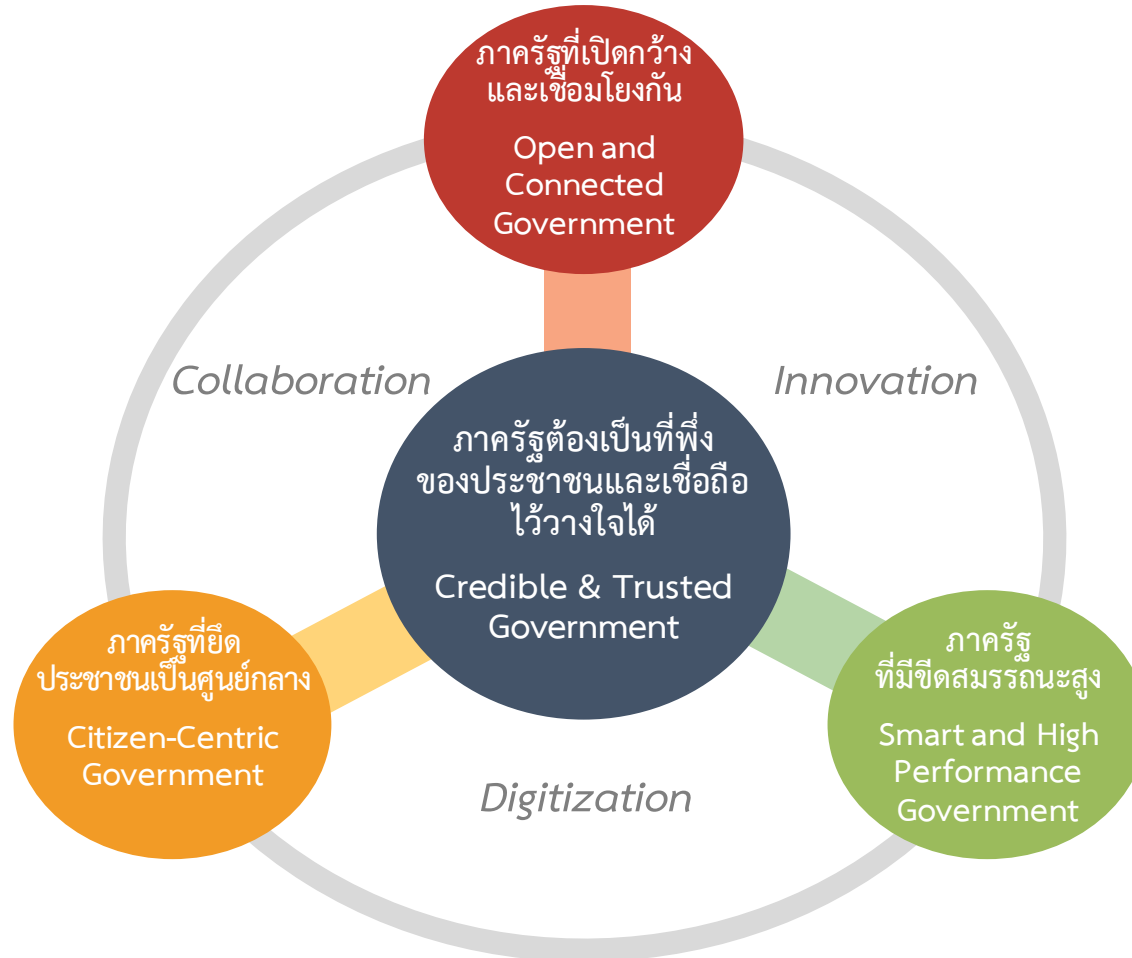 ภาครัฐที่เปิดกว้าง
และเชื่อมโยงกัน
Open and
Connected
Government
Collaboration
Innovation
ภาครัฐต้องเป็นที่พึ่ง
ของประชาชนและเชื่อถือ
ไว้วางใจได้
Credible & Trusted
Government
ภาครัฐที่ยึด
ประชาชนเป็นศูนย์กลาง
Citizen-Centric
Government
ภาครัฐ
ที่มีขีดสมรรถนะสูง
Smart and High
Performance
Government
Digitization